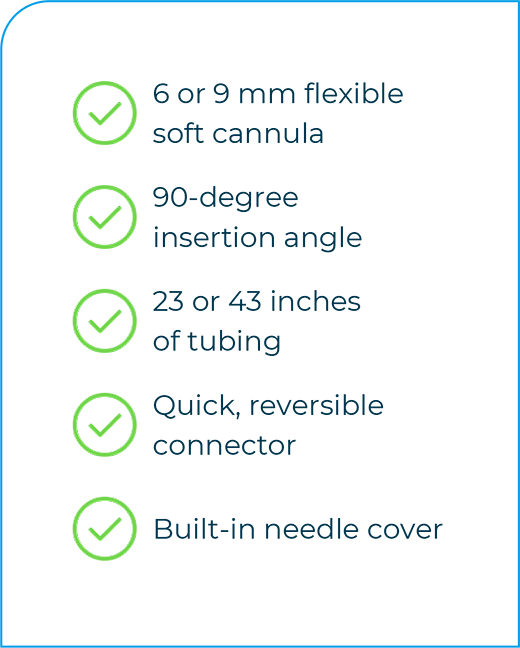 6 or 9 mm flexible
soft cannula
90-degree
insertion angle
23 or 43 inches
of tubing
Quick, reversible
connector
Built-in needle cover